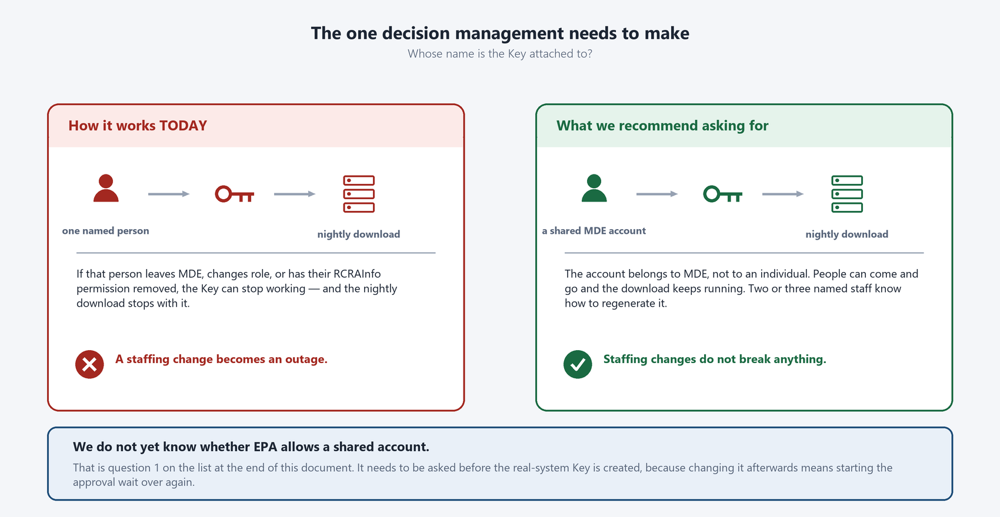 The one decision management needs to make
Whose name is the Key attached to?
How it works TODAY
one named person
nightly download
If that person leaves MDE, changes role, or has their RCRAInfo
permission removed, the Key can stop working — and the nightly
download stops with it.
A staffing change becomes an outage.
What we recommend asking for
a shared MDE account
nightly download
The account belongs to MDE, not to an individual. People can come and
go and the download keeps running. Two or three named staff know
how to regenerate it.
Staffing changes do not break anything.
We do not yet know whether EPA allows a shared account.
That is question 1 on the list at the end of this document. It needs to be asked before the real-system Key is created, because changing it afterwards means starting the
approval wait over again.